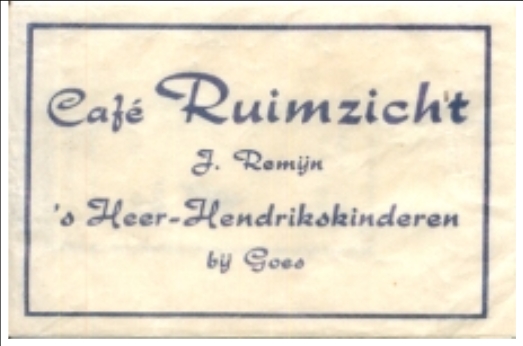 Café Ruimzicht
J. Remijn
's Heer-Hendrikskinderen
bij Goes